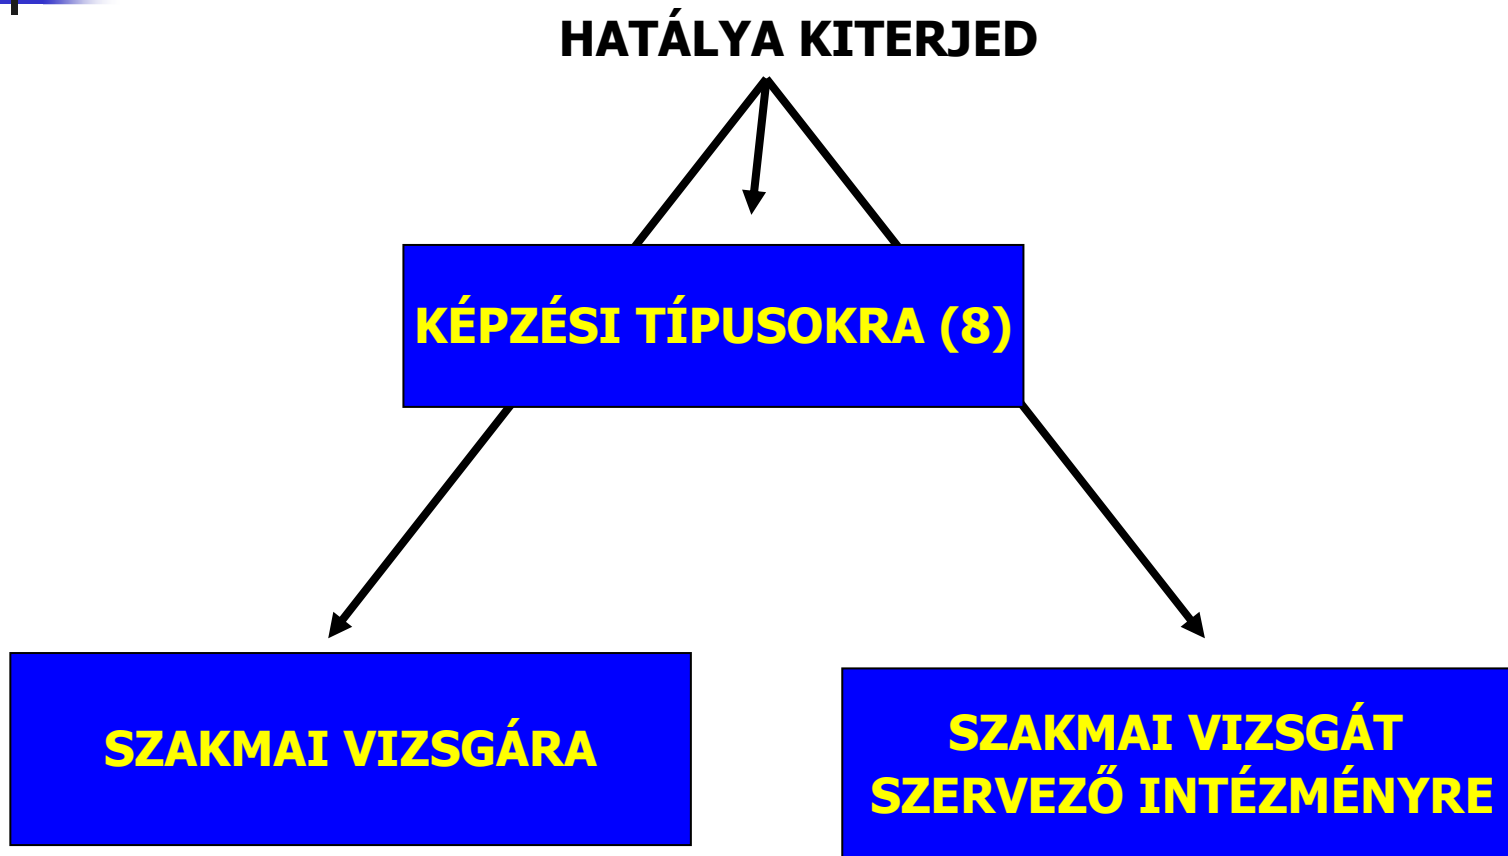 HATÁLYA KITERJED
KÉPZÉSI TÍPUSOKRA (8)
SZAKMAI VIZSGÁRA
SZAKMAI VIZSGÁT
SZERVEZŐ INTÉZMÉNYRE